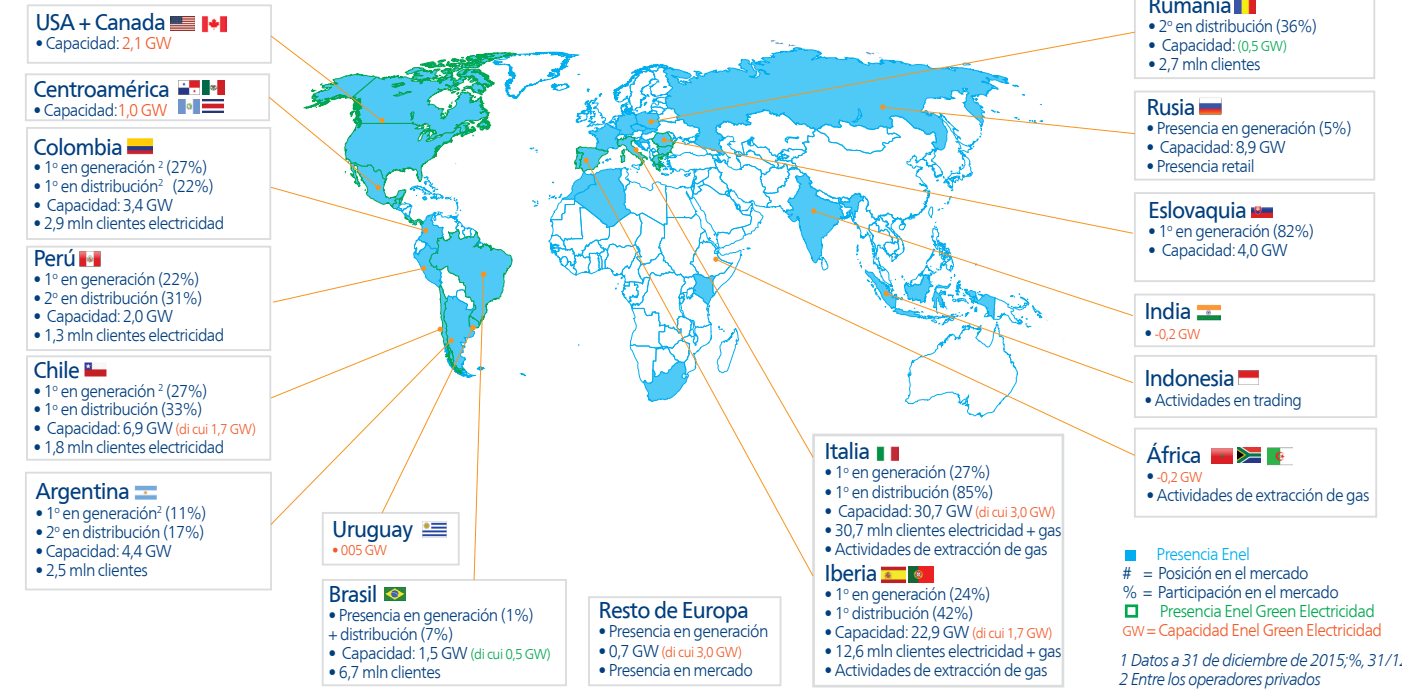 USA + Canada
• Capacidad: 2,1 GW
Centroamérica
• Capacidad:1,0 GW
Colombia
• 1º en generación ² (27%)
• 1º en distribución² (22%)
• Capacidad: 3,4 GW
• 2,9 mln clientes electricidad
Perú
• 1º en generación (22%)
• 2º en distribución (31%)
• Capacidad: 2,0 GW
• 1,3 mln clientes electricidad
Chile
• 1º en generación ² (27%)
• 1º en distribución (33%)
• Capacidad: 6,9 GW (di cui 1,7 GW)
• 1,8 mln clientes electricidad
Argentina
• 1º en generación² (11%)
• 2º en distribución (17%)
• Capacidad: 4,4 GW
• 2,5 mln clientes
Uruguay
• 005 GW
Brasil
• Presencia en generación (1%)
+ distribución (7%)
• Capacidad: 1,5 GW (di cui 0,5 GW)
• 6,7 mln clientes
Resto de Europa
• Presencia en generación
• 0,7 GW (di cui 3,0 GW)
• Presencia en mercado
Italia
• 1º en generación (27%)
• 1º en distribución (85%)
• Capacidad: 30,7 GW (di cui 3,0 GW)
• 30,7 mln clientes electricidad + gas
• Actividades de extracción de gas
Iberia
• 1º en generación (24%)
• 1º distribución (42%)
• Capacidad: 22,9 GW (di cui 1,7 GW)
• 12,6 mln clientes electricidad + gas
• Actividades de extracción de gas
Rumanía
• 2º en distribución (36%)
• Capacidad: (0,5 GW)
• 2,7 mln clientes
Rusia
• Presencia en generación (5%)
• Capacidad: 8,9 GW
• Presencia retail
Eslovaquia
• 1º en generación (82%)
• Capacidad: 4,0 GW
India
• -0,2 GW
Indonesia
• Actividades en trading
África
• -0,2 GW
• Actividades de extracción de gas
Presencia Enel
# = Posición en el mercado
% = Participación en el mercado
Presencia Enel Green Electricidad
GW = Capacidad Enel Green Electricidad
1 Datos a 31 de diciembre de 2015;%, 31/1
2 Entre los operadores privados